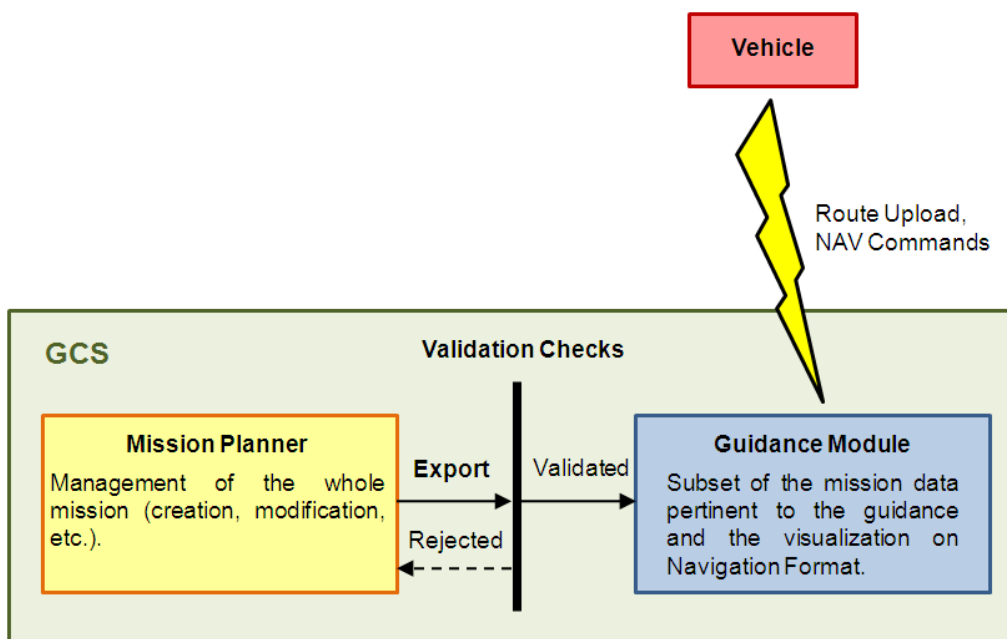 Vehicle
Route Upload,
NAV Commands
GCS
Validation Checks
Mission Planner
Management of the whole
mission (creation, modification,
etc.).
Export
Rejected
Validated
Guidance Module
Subset of the mission data
pertinent to the guidance
and the visualization on
Navigation Format.